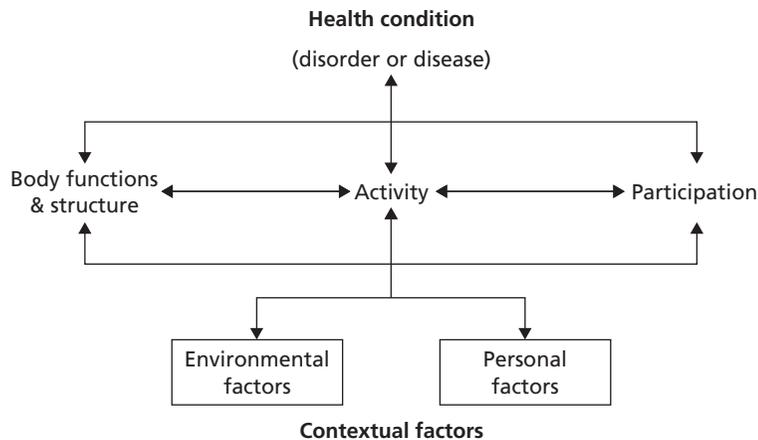 Health condition
(disorder or disease)
Body functions
& structure
Activity
Participation
Environmental
factors
Personal
factors
Contextual factors